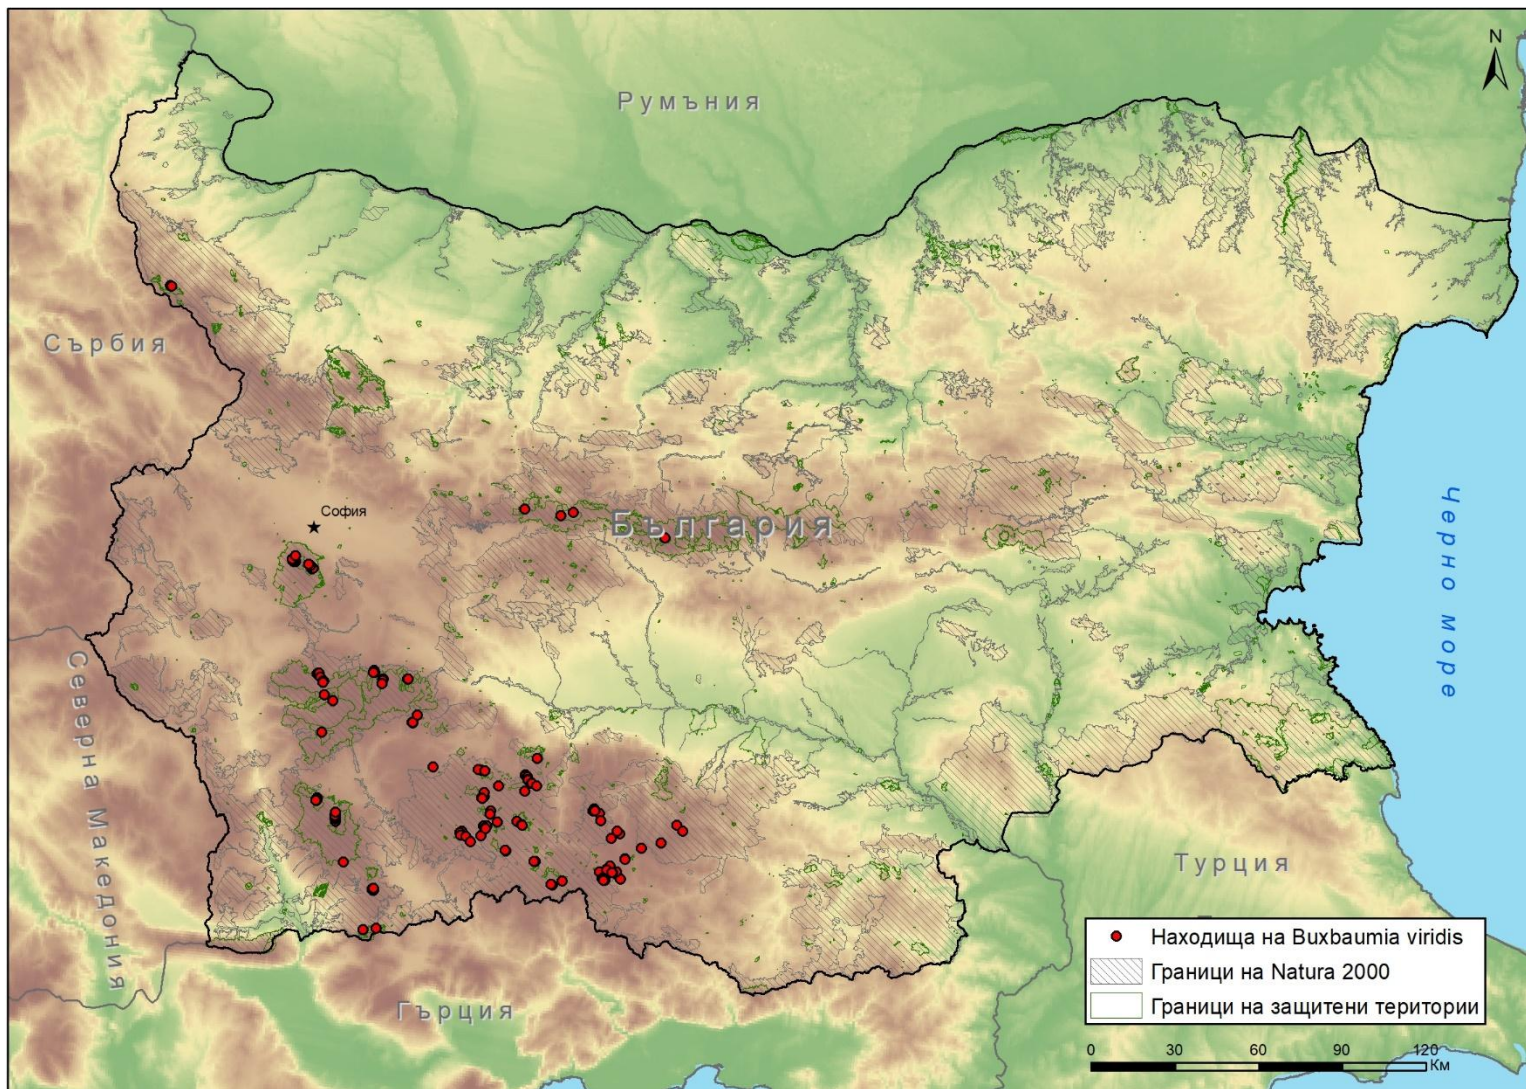 N
Румъния
Сърбия
София
България
Черно море
Северна Македония
Турция
Гърция
Находища на Buxbaumia viridis
Граници на Natura 2000
Граници на защитени територии
0 30 60 90 120
Км